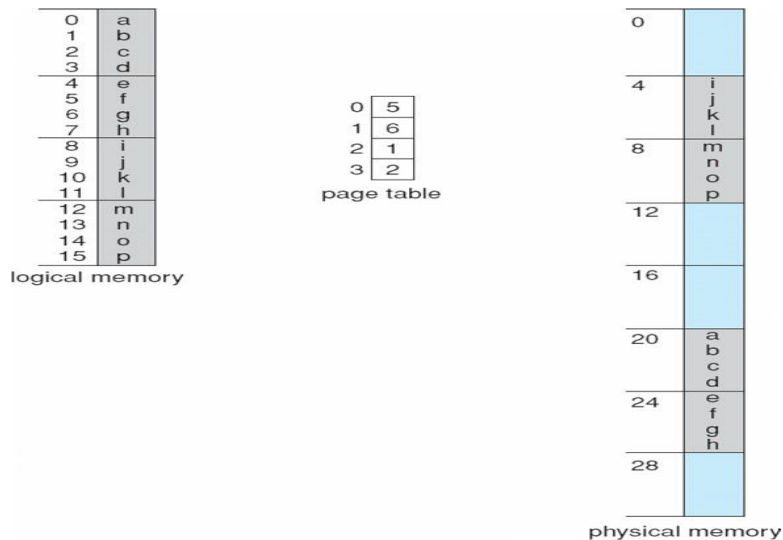 0 a
1 b
2 c
3 d
4 e
5 f
6 g
7 h
8 i
9 j
10 k
11 l
12 m
13 n
14 o
15 p
logical memory
0 5
1 6
2 1
3 2
page table
0
4 i
j
k
l
8 m
n
o
p
12
16
20 a
b
c
d
24 e
f
g
h
28
physical memory